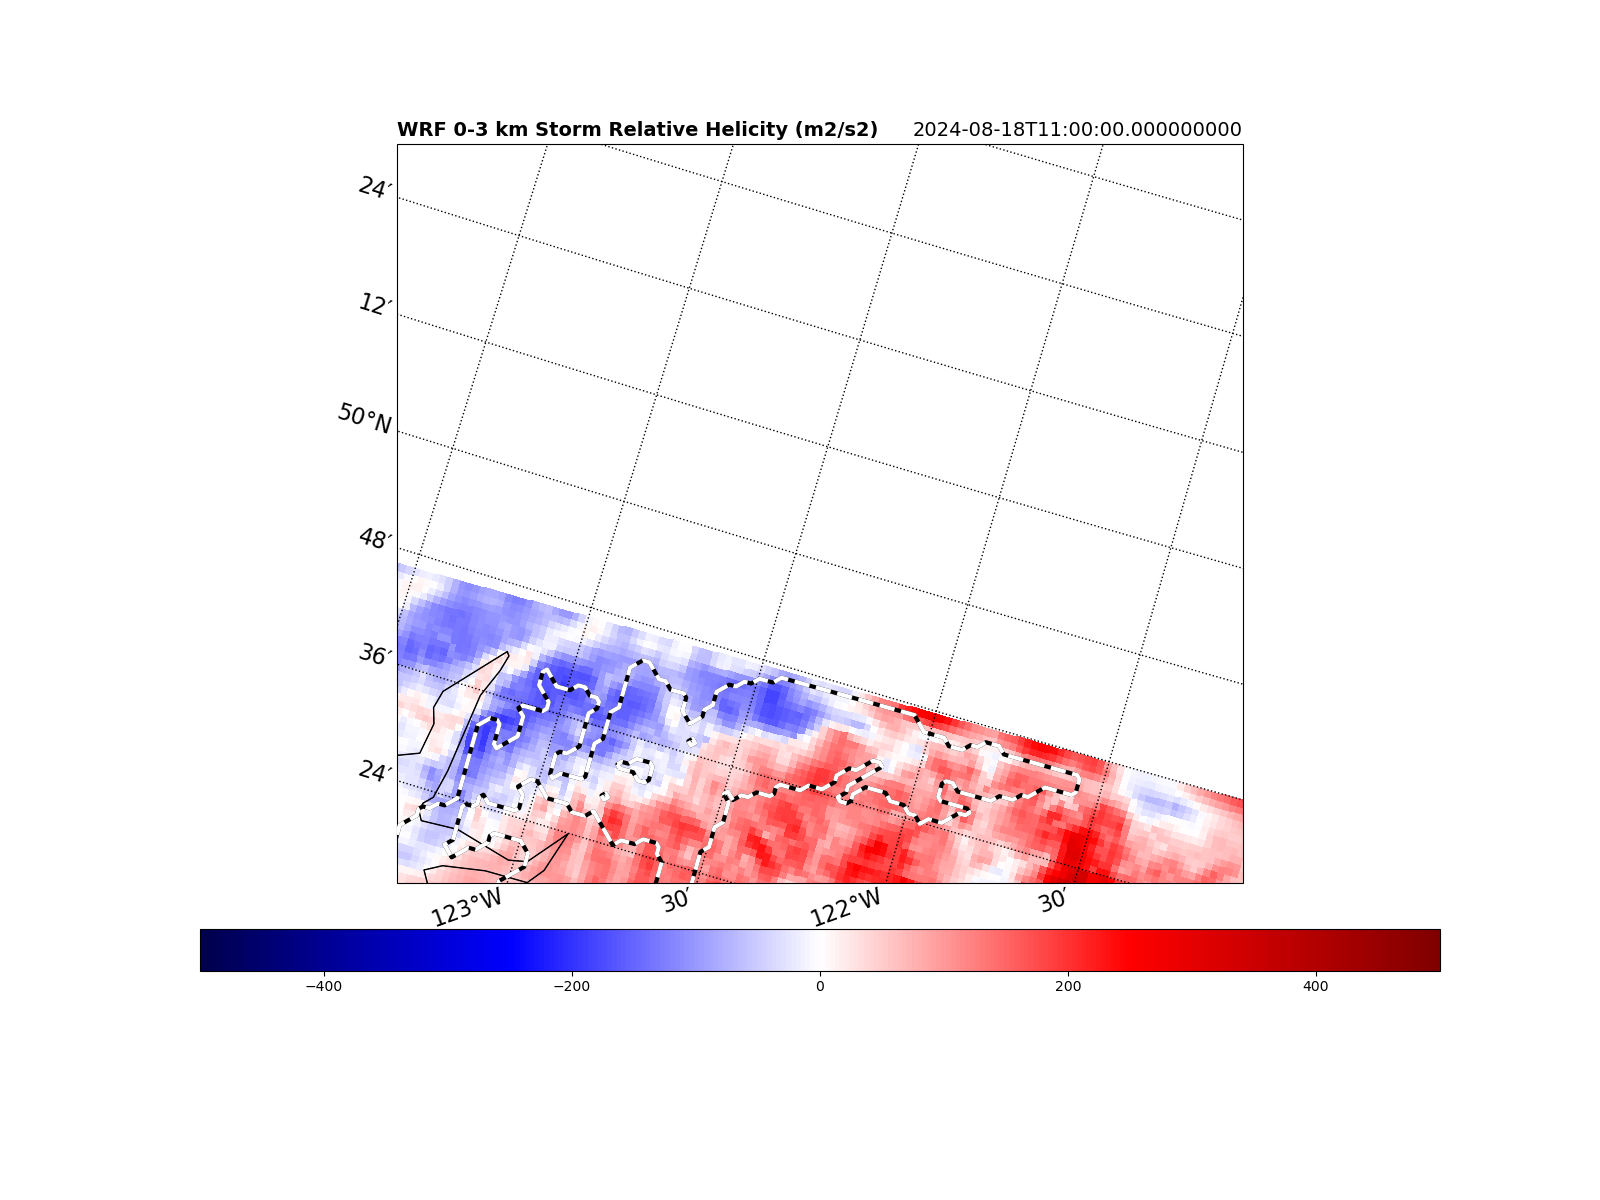 WRF 0-3 km Storm Relative Helicity (m2/s2) 2024-08-18T11:00:00.000000000
24′
12′
50°N
48′
36′
24′
123°W 30′ 122°W 30′
−400 −200 0 200 400